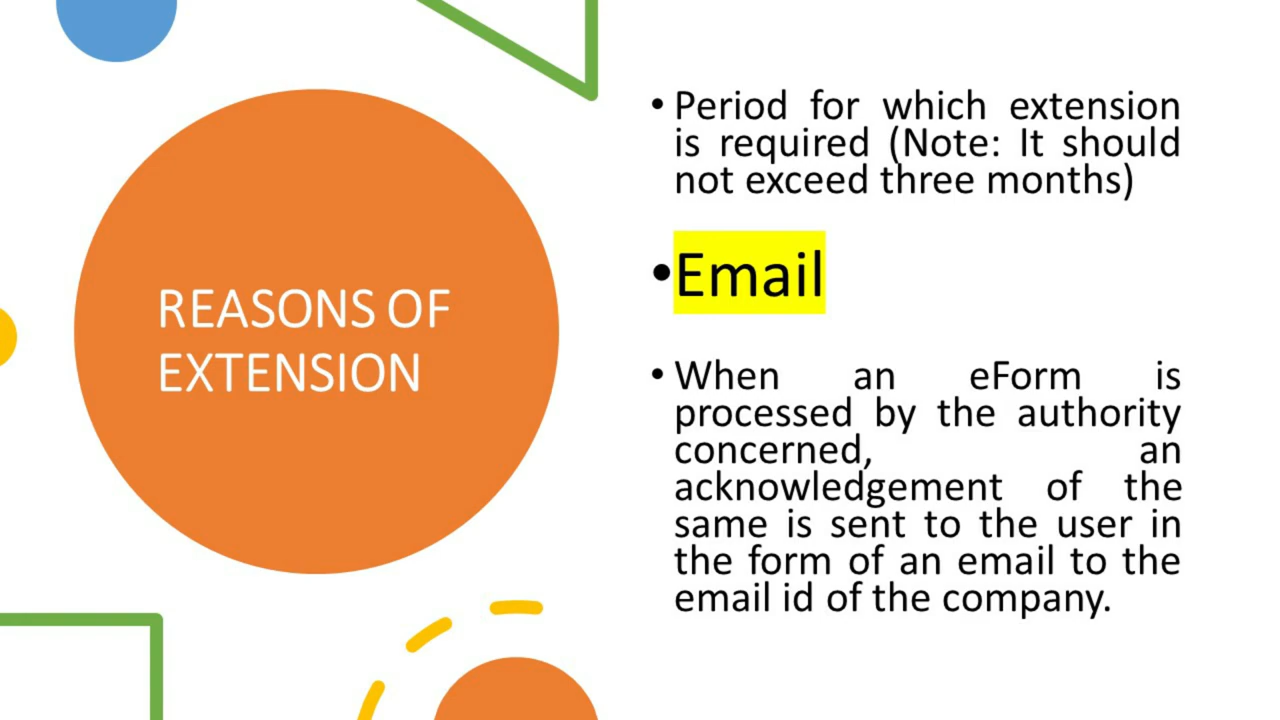 REASONS OF
EXTENSION
• Period for which extension
is required (Note: It should
not exceed three months)
• Email
• When an eForm is
processed by the authority
concerned, an
acknowledgement of the
same is sent to the user in
the form of an email to the
email id of the company.